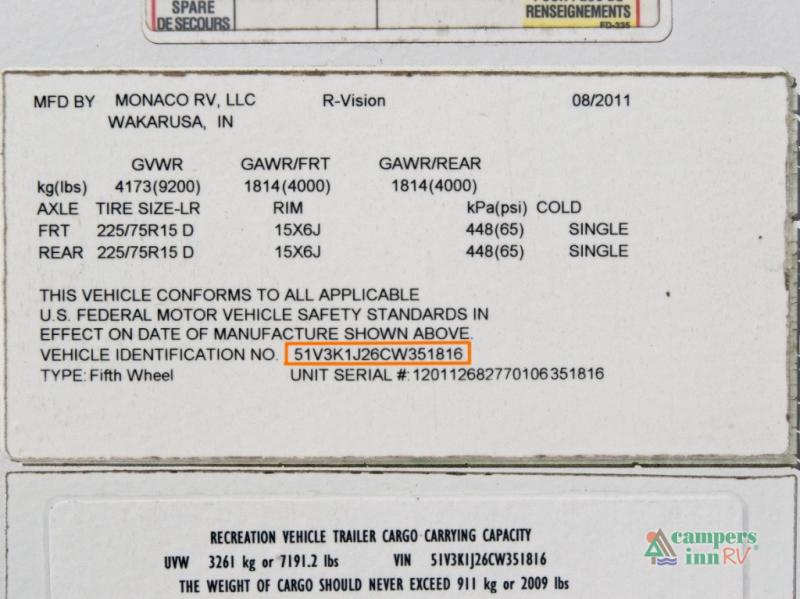 SPARE
DE SECOURS
RENSEIGNEMENTS
MFD BY MONACO RV, LLC R-Vision 08/2011
WAKARUSA, IN
GVWR GAWR/FRT GAWR/REAR
kg(lbs) 4173(9200) 1814(4000) 1814(4000)
AXLE TIRE SIZE-LR RIM kPa(psi) COLD
FRT 225/75R15 D 15X6J 448(65) SINGLE
REAR 225/75R15 D 15X6J 448(65) SINGLE
THIS VEHICLE CONFORMS TO ALL APPLICABLE
U.S. FEDERAL MOTOR VEHICLE SAFETY STANDARDS IN
EFFECT ON DATE OF MANUFACTURE SHOWN ABOVE.
VEHICLE IDENTIFICATION NO. 51V3K1J26CW351816
TYPE: Fifth Wheel UNIT SERIAL #:120112682770106351816
RECREATION VEHICLE TRAILER CARGO CARRYING CAPACITY
UVW 3261 kg or 7191.2 lbs VIN 51V3K1J26CW351816
THE WEIGHT OF CARGO SHOULD NEVER EXCEED 911 kg or 2009 lbs
campers
inn RV